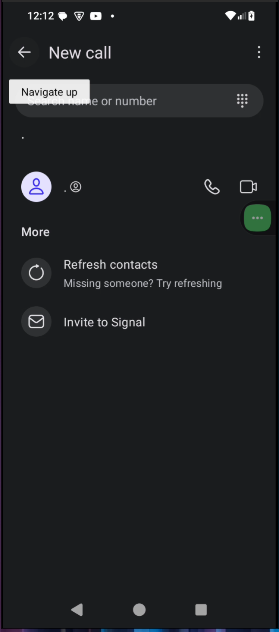 12:12
New call
Navigate up
Search name or number
.
.
More
Refresh contacts
Missing someone? Try refreshing
Invite to Signal